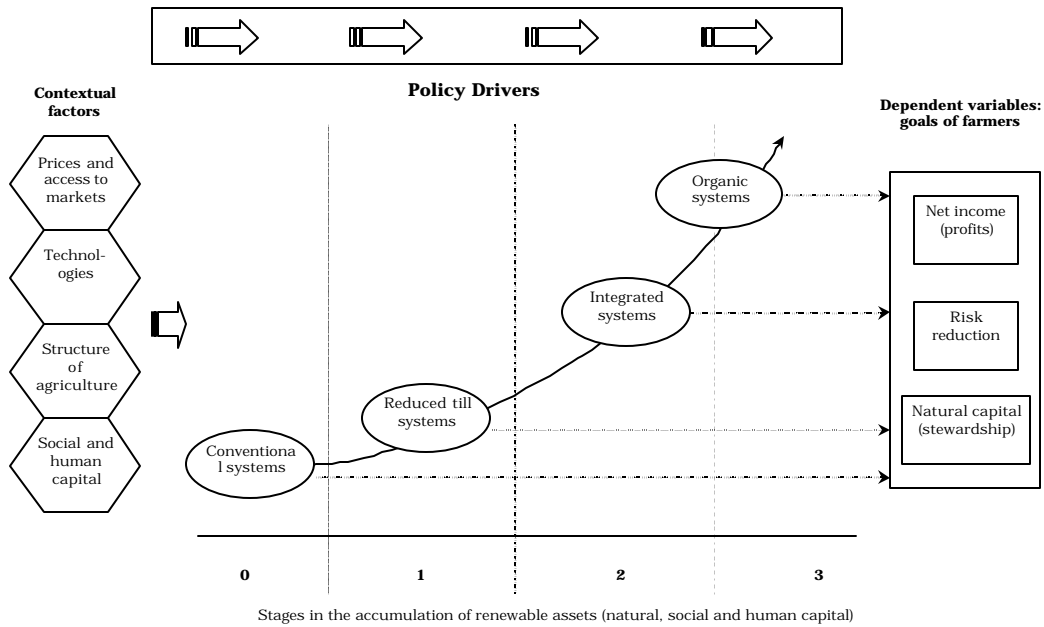 Policy Drivers
Contextual
factors
Prices and
access to
markets
Technol-
ogies
Structure
of
agriculture
Social and
human
capital
Conventiona
l systems
Reduced till
systems
Integrated
systems
Organic
systems
Dependent variables:
goals of farmers
Net income
(profits)
Risk
reduction
Natural capital
(stewardship)
0
1
2
3
Stages in the accumulation of renewable assets (natural, social and human capital)